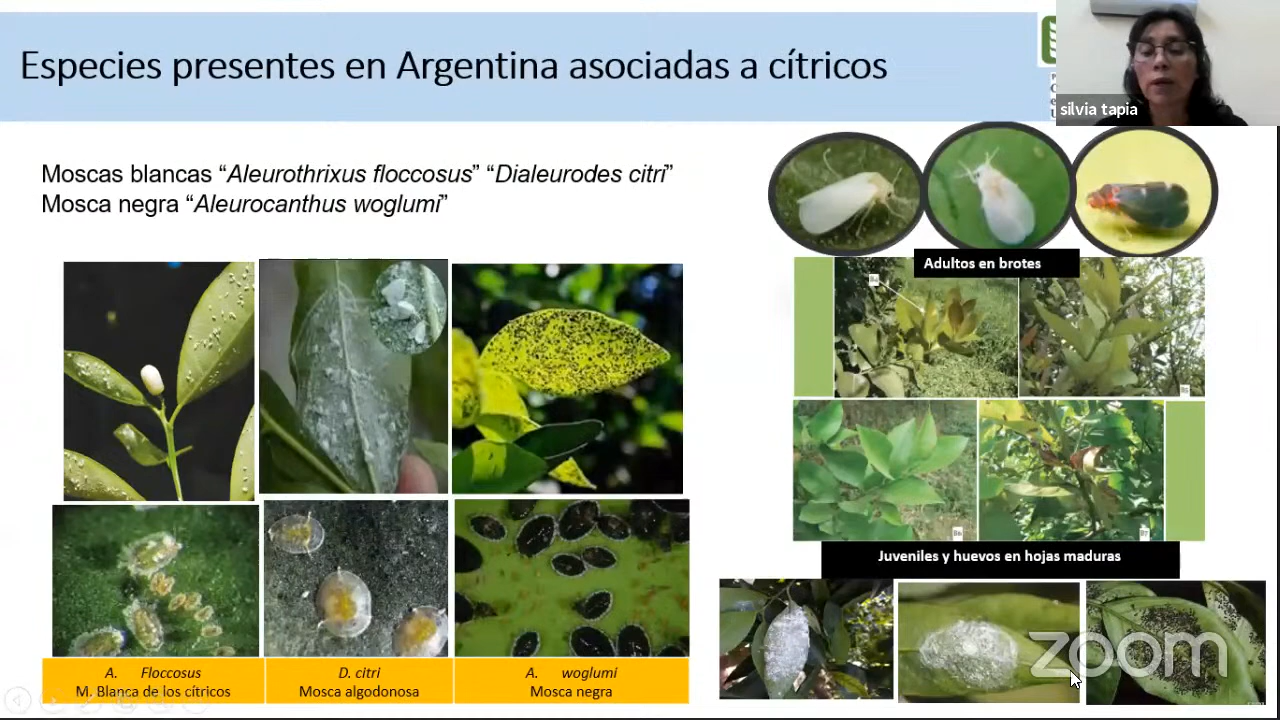 Especies presentes en Argentina asociadas a cítricos
silvia tapia
Moscas blancas “Aleurothrixus floccosus” “Dialeurodes citri”
Mosca negra “Aleurocanthus woglumi”
Adultos en brotes
Juveniles y huevos en hojas maduras
A. Floccosus
M. Blanca de los cítricos
D. citri
Mosca algodonosa
A. woglumi
Mosca negra
zoom